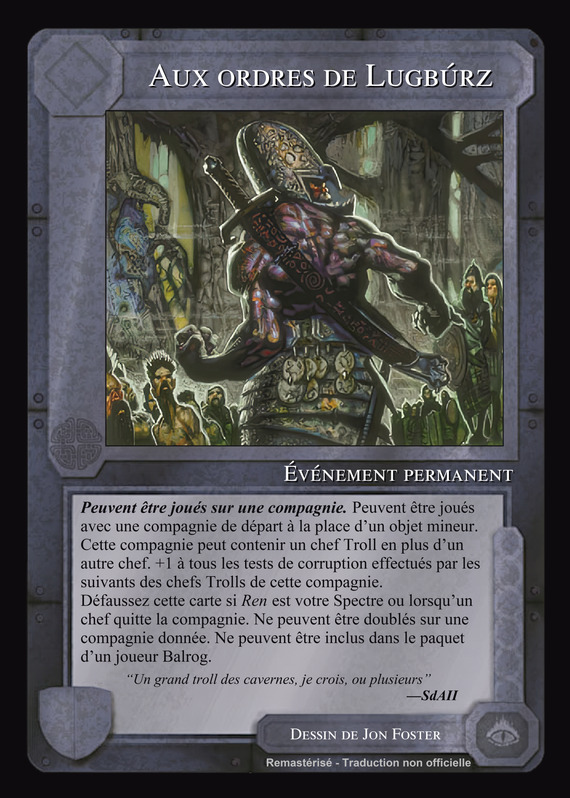 Aux ordres de Lugbúrz
Événement permanent
Peuvent être joués sur une compagnie. Peuvent être joués
avec une compagnie de départ à la place d'un objet mineur.
Cette compagnie peut contenir un chef Troll en plus d'un
autre chef. +1 à tous les tests de corruption effectués par les
suivants des chefs Trolls de cette compagnie.
Défaussez cette carte si Ren est votre Spectre ou lorsqu'un
chef quitte la compagnie. Ne peuvent être doublés sur une
compagnie donnée. Ne peuvent être inclus dans le paquet
d'un joueur Balrog.
"Un grand troll des cavernes, je crois, ou plusieurs"
—SdAII
Dessin de Jon Foster
Remastérisé - Traduction non officielle